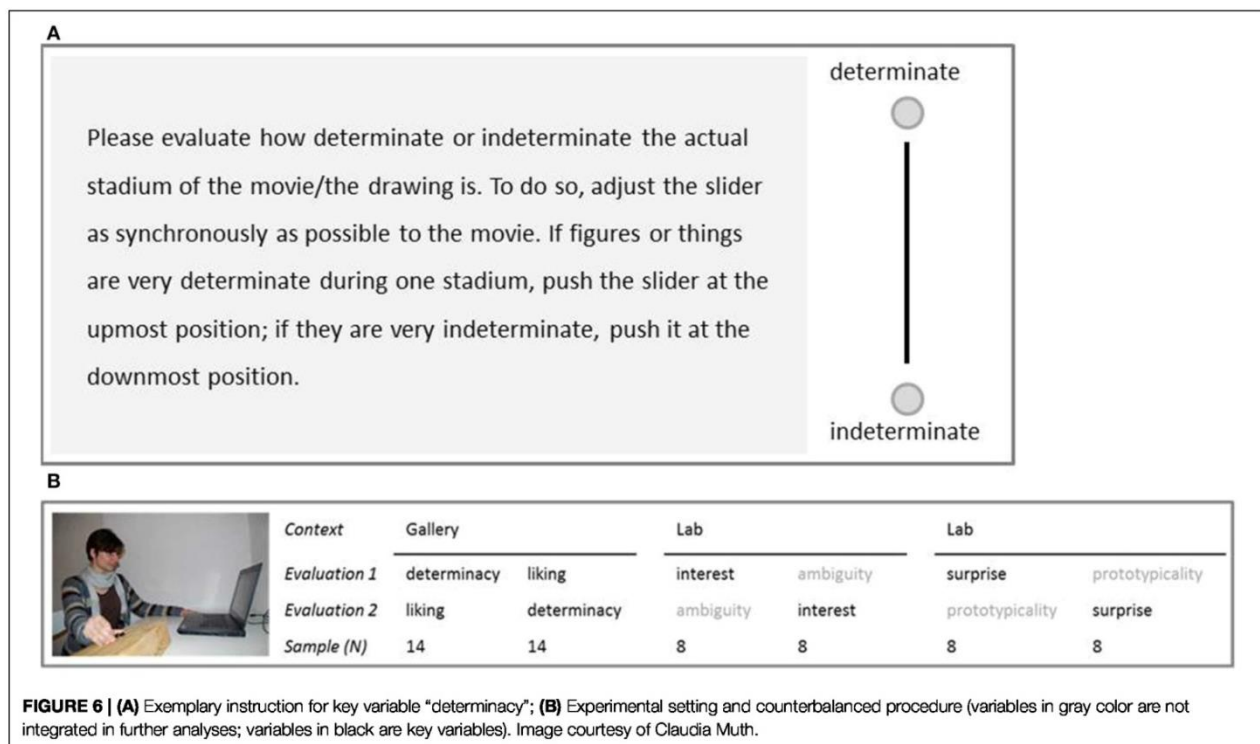 A
determinate
Please evaluate how determinate or indeterminate the actual
stadium of the movie/the drawing is. To do so, adjust the slider
as synchronously as possible to the movie. If figures or things
are very determinate during one stadium, push the slider at the
upmost position; if they are very indeterminate, push it at the
downmost position.
indeterminate
B
Context Gallery Lab Lab
Evaluation 1 determinacy liking interest ambiguity surprise prototypicality
Evaluation 2 liking determinacy ambiguity interest prototypicality surprise
Sample (N) 14 14 8 8 8 8
FIGURE 6 | (A) Exemplary instruction for key variable “determinacy”; (B) Experimental setting and counterbalanced procedure (variables in gray color are not
integrated in further analyses; variables in black are key variables). Image courtesy of Claudia Muth.